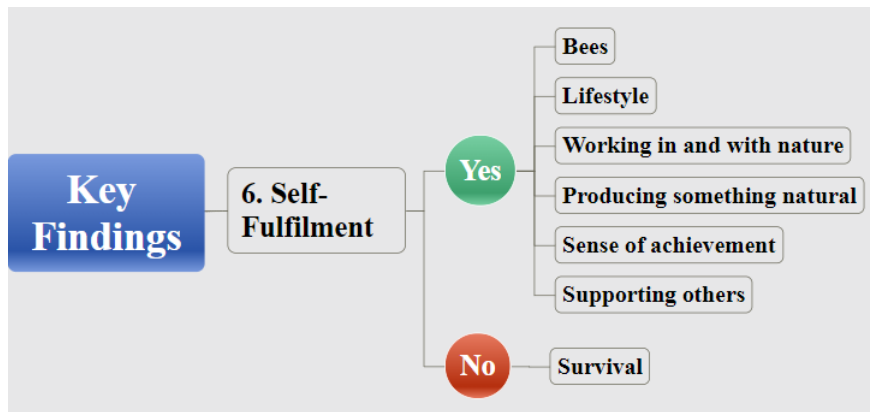 Key
Findings
6. Self-
Fulfilment
Yes
Bees
Lifestyle
Working in and with nature
Producing something natural
Sense of achievement
Supporting others
No
Survival